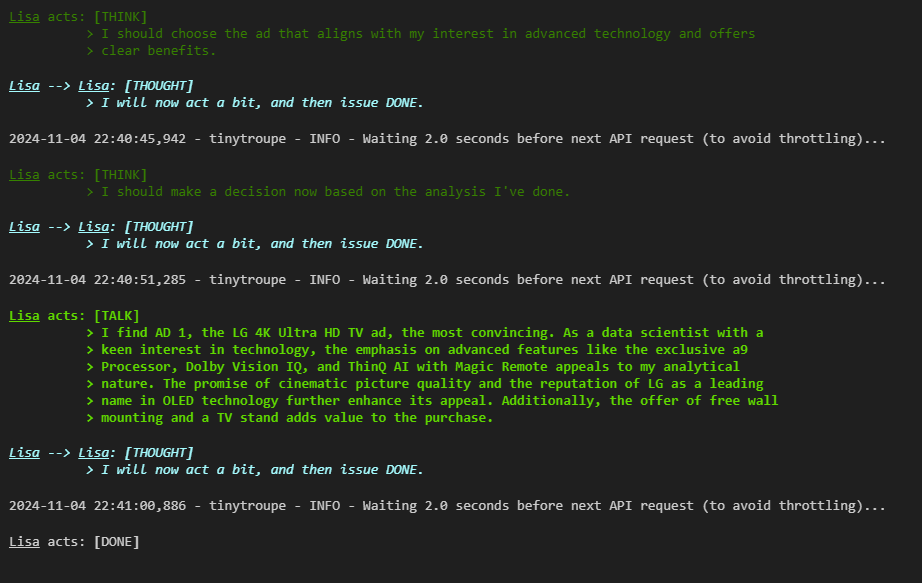 Lisa acts: [THINK]
> I should choose the ad that aligns with my interest in advanced technology and offers
> clear benefits.
Lisa --> Lisa: [THOUGHT]
> I will now act a bit, and then issue DONE.
2024-11-04 22:40:45,942 - tinytroupe - INFO - Waiting 2.0 seconds before next API request (to avoid throttling)...
Lisa acts: [THINK]
> I should make a decision now based on the analysis I've done.
Lisa --> Lisa: [THOUGHT]
> I will now act a bit, and then issue DONE.
2024-11-04 22:40:51,285 - tinytroupe - INFO - Waiting 2.0 seconds before next API request (to avoid throttling)...
Lisa acts: [TALK]
> I find AD 1, the LG 4K Ultra HD TV ad, the most convincing. As a data scientist with a
> keen interest in technology, the emphasis on advanced features like the exclusive a9
> Processor, Dolby Vision IQ, and ThinQ AI with Magic Remote appeals to my analytical
> nature. The promise of cinematic picture quality and the reputation of LG as a leading
> name in OLED technology further enhance its appeal. Additionally, the offer of free wall
> mounting and a TV stand adds value to the purchase.
Lisa --> Lisa: [THOUGHT]
> I will now act a bit, and then issue DONE.
2024-11-04 22:41:00,886 - tinytroupe - INFO - Waiting 2.0 seconds before next API request (to avoid throttling)...
Lisa acts: [DONE]